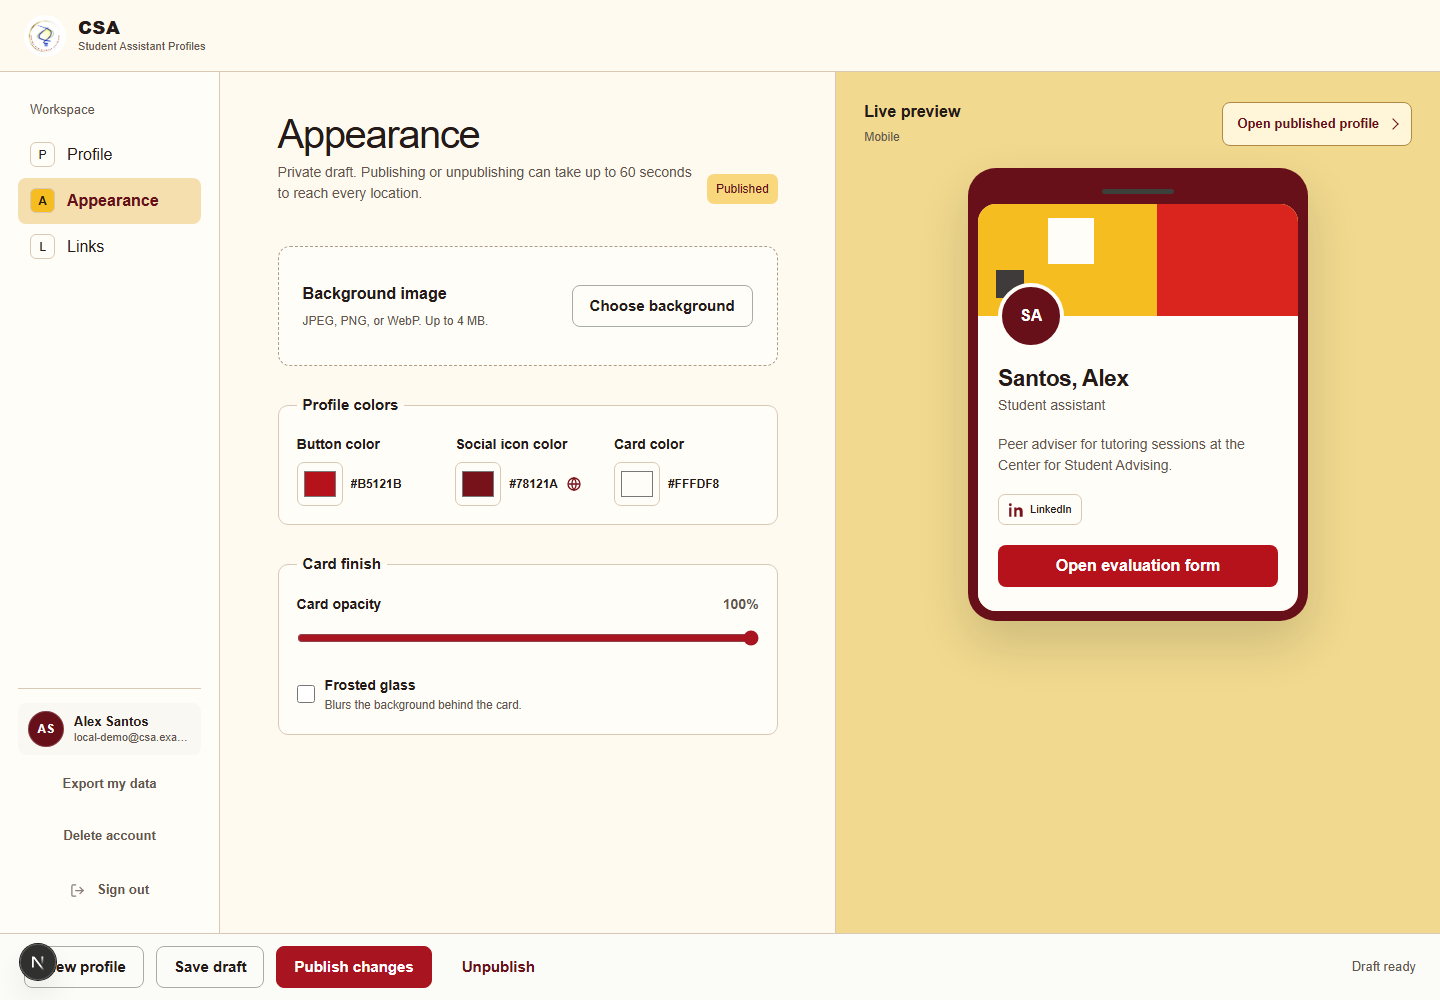 CSA
Student Assistant Profiles
Workspace
P Profile
A Appearance
L Links
AS Alex Santos
local-demo@csa.exa...
Export my data
Delete account
Sign out
Appearance
Private draft. Publishing or unpublishing can take up to 60 seconds
to reach every location.
Published
Background image
JPEG, PNG, or WebP. Up to 4 MB.
Choose background
Profile colors
Button color Social icon color Card color
#B5121B #78121A #FFFDF8
Card finish
Card opacity 100%
Frosted glass
Blurs the background behind the card.
Live preview
Mobile
Open published profile
SA
Santos, Alex
Student assistant
Peer adviser for tutoring sessions at the
Center for Student Advising.
in LinkedIn
Open evaluation form
N
profile
Save draft
Publish changes
Unpublish
Draft ready